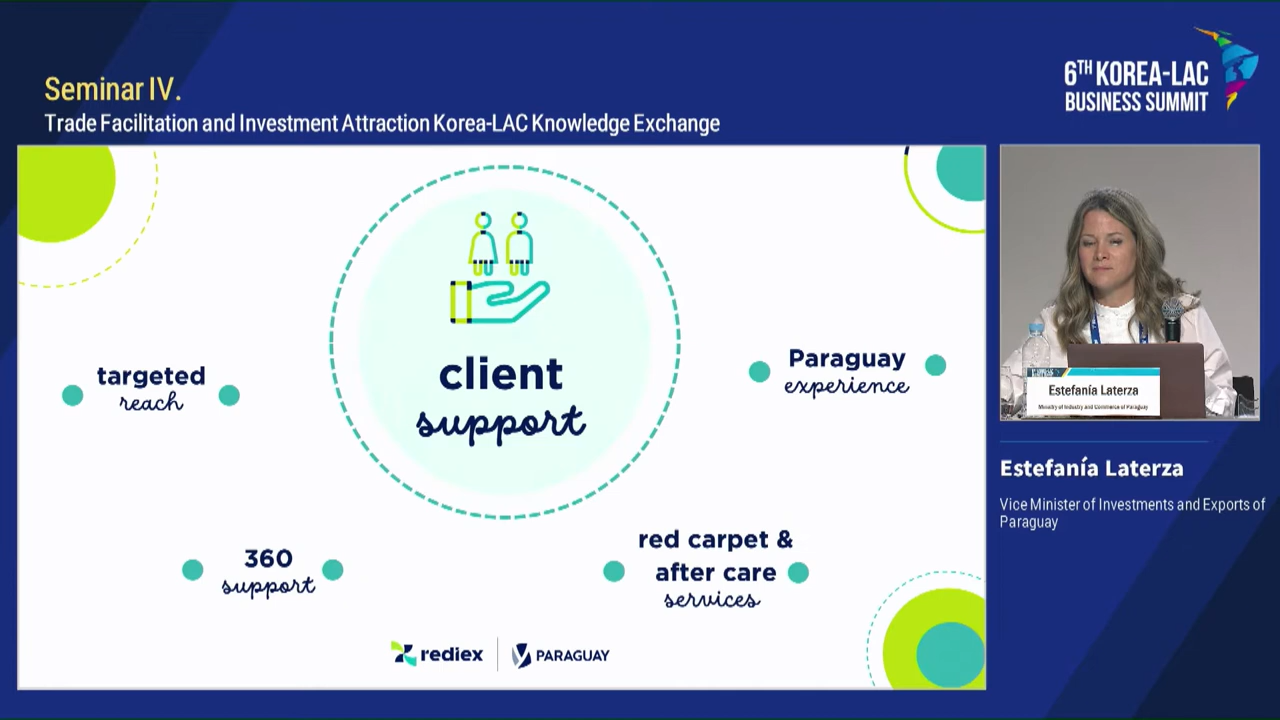 Seminar IV.
Trade Facilitation and Investment Attraction Korea-LAC Knowledge Exchange
6TH KOREA-LAC
BUSINESS SUMMIT
client
support
targeted
reach
Paraguay
experience
360
support
red carpet &
after care
services
rediex
PARAGUAY
Estefanía Laterza
Ministry of Industry and Commerce of Paraguay
Estefanía Laterza
Vice Minister of Investments and Exports of
Paraguay